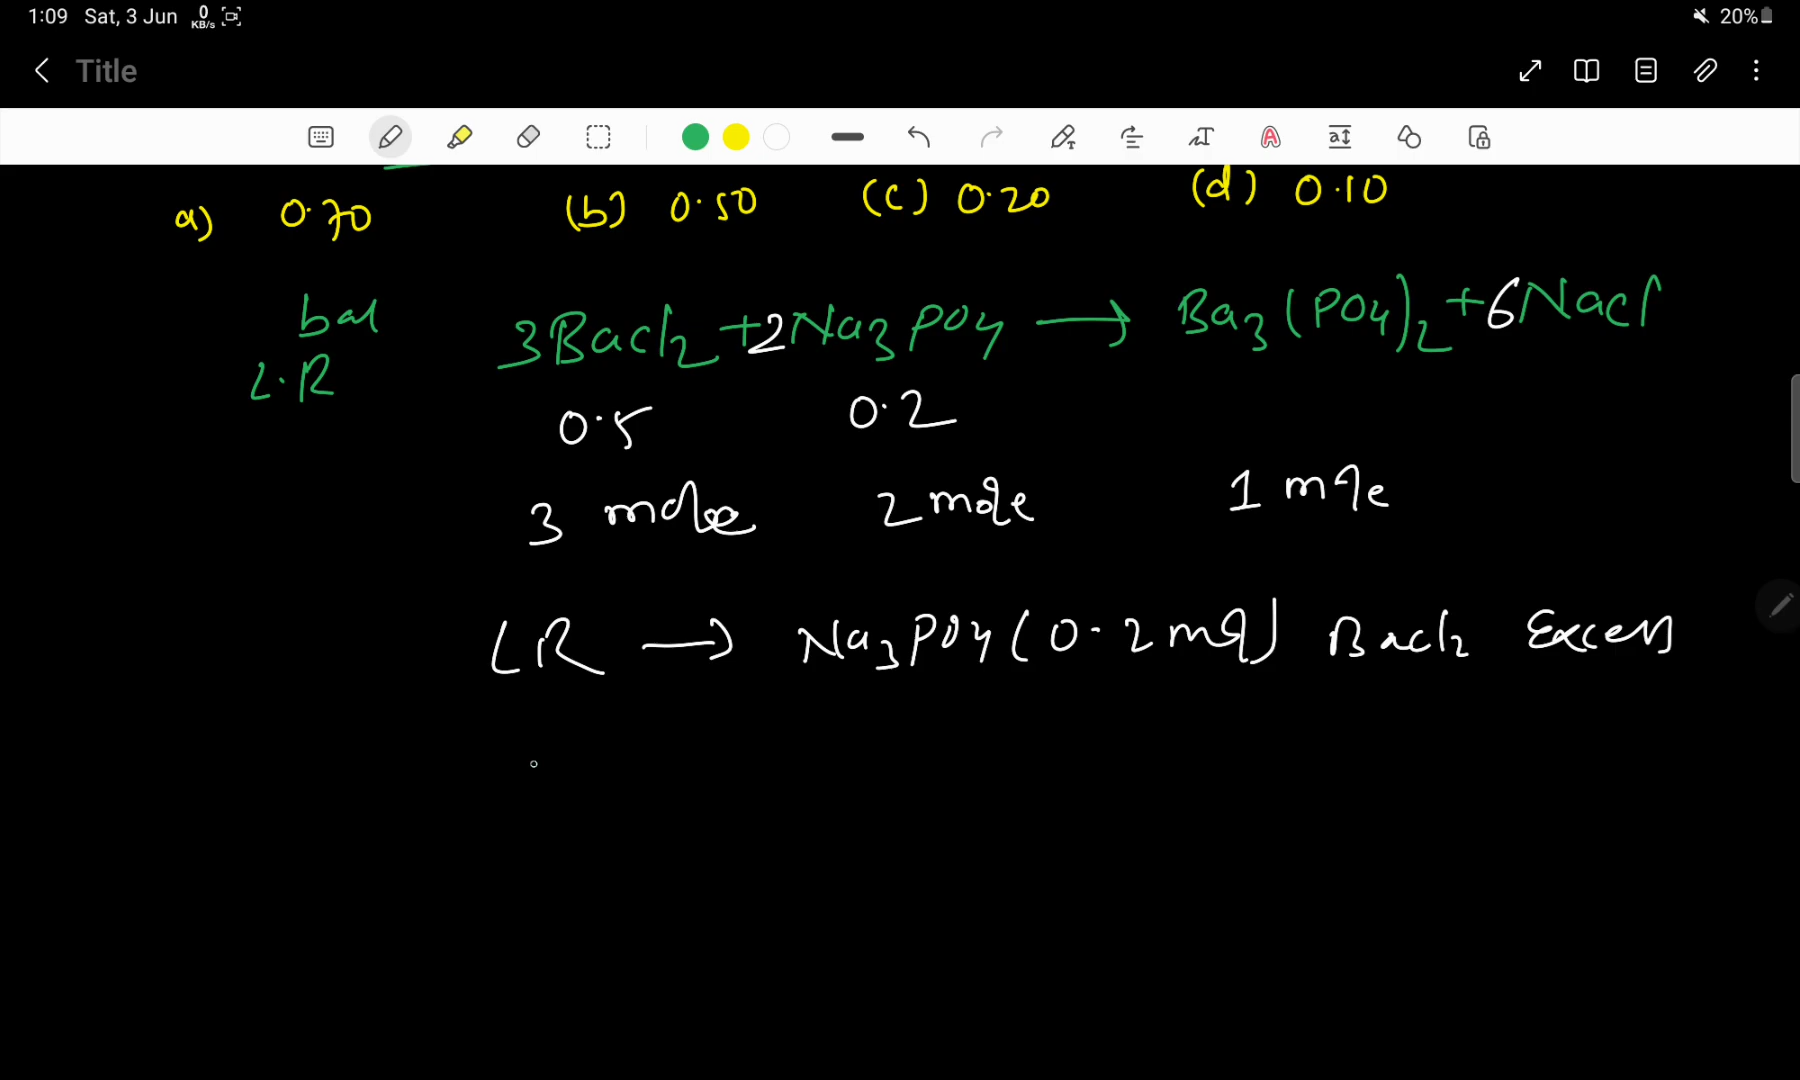 1:09 Sat, 3 Jun 0 KB/s 20%
Title
a) 0.70 (b) 0.50 (c) 0.20 (d) 0.10
bal 3Bacl2 + 2Na3PO4 → Ba3(PO4)2 + 6Nacl
L.R
0.5 0.2
3 mole 2 mole 1 mole
LR → Na3PO4 (0.2 mol) Bacl2 Excess